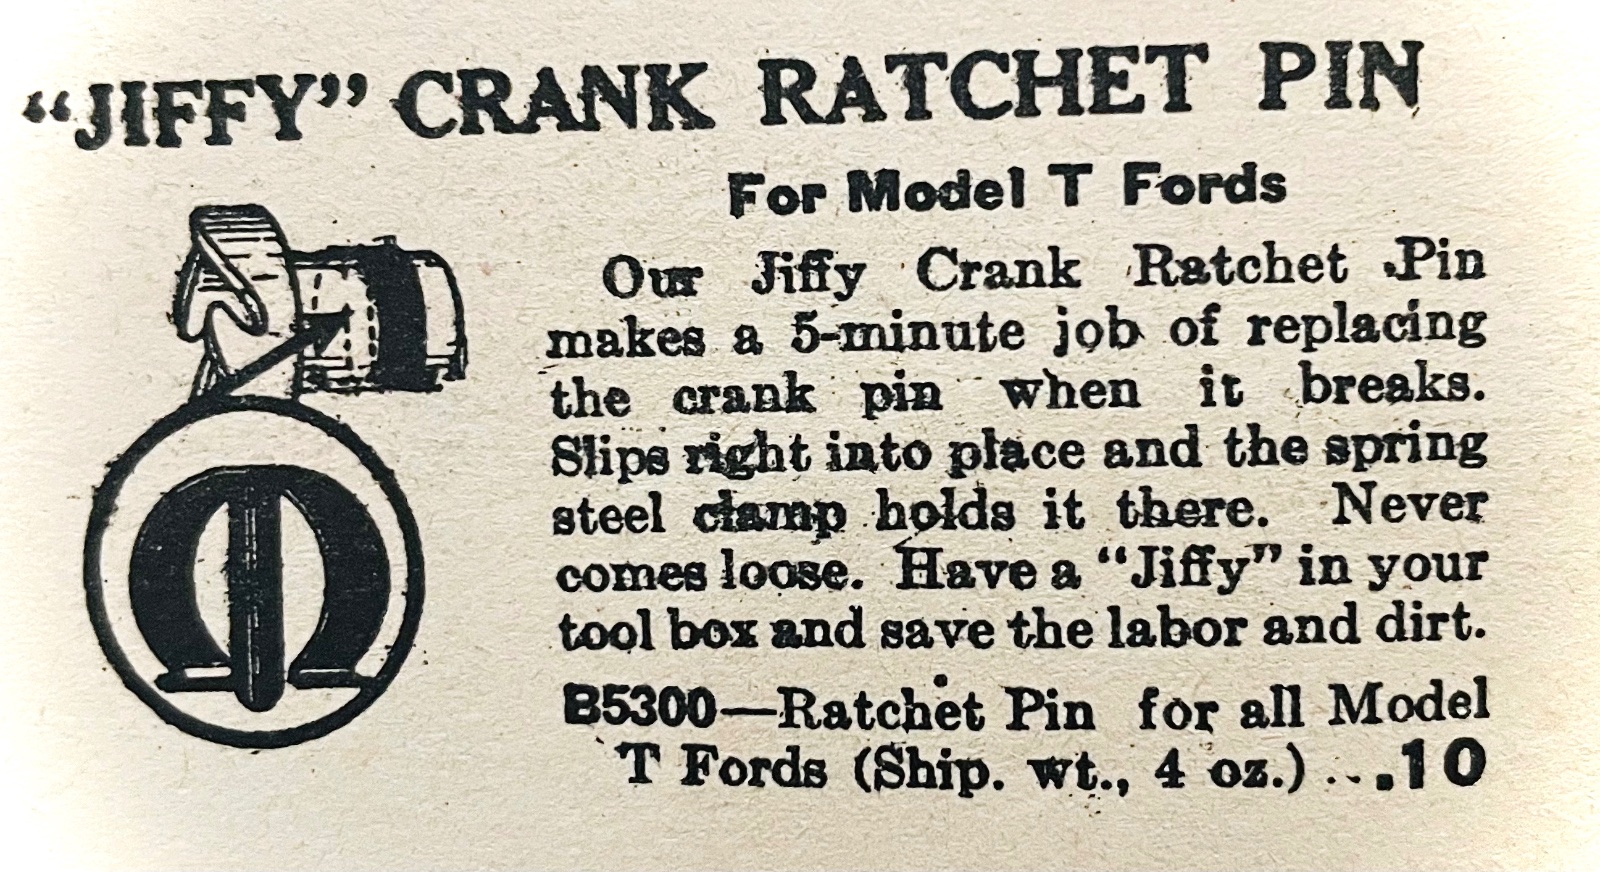 "JIFFY" CRANK RATCHET PIN
For Model T Fords
Our Jiffy Crank Ratchet Pin
makes a 5-minute job of replacing
the crank pin when it breaks.
Slips right into place and the spring
steel clamp holds it there. Never
comes loose. Have a "Jiffy" in your
tool box and save the labor and dirt.
B5300—Ratchet Pin for all Model
T Fords (Ship. wt., 4 oz.) .. .10